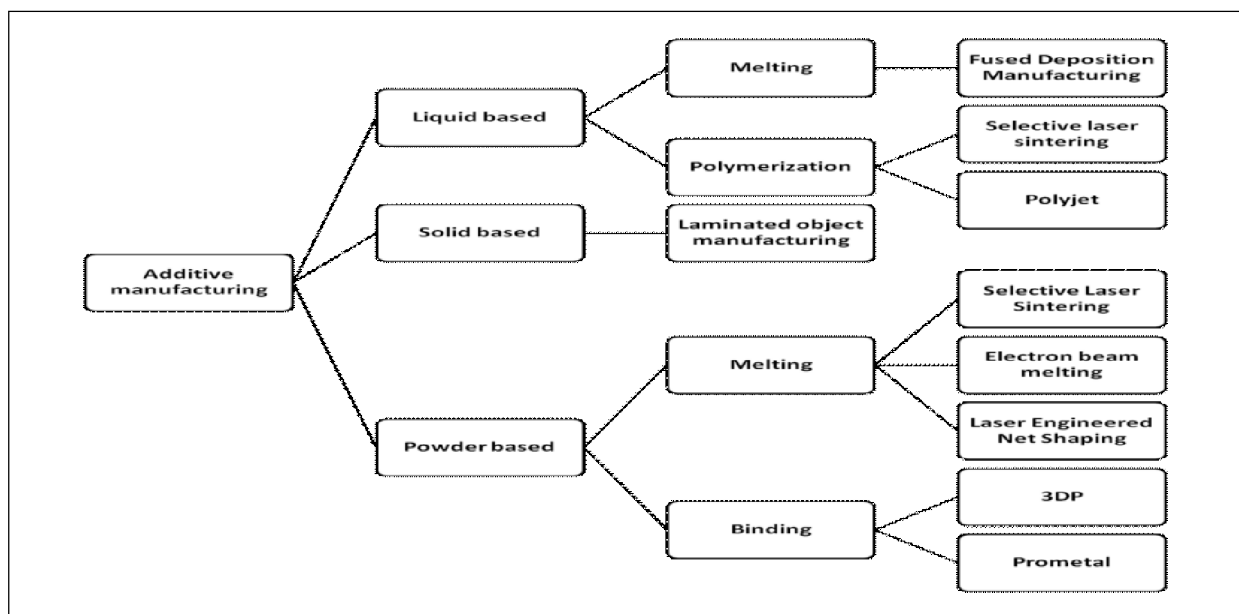 Additive
manufacturing
Liquid based
Melting
Fused Deposition
Manufacturing
Polymerization
Selective laser
sintering
Polyjet
Solid based
Laminated object
manufacturing
Powder based
Melting
Selective Laser
Sintering
Electron beam
melting
Laser Engineered
Net Shaping
Binding
3DP
Prometal